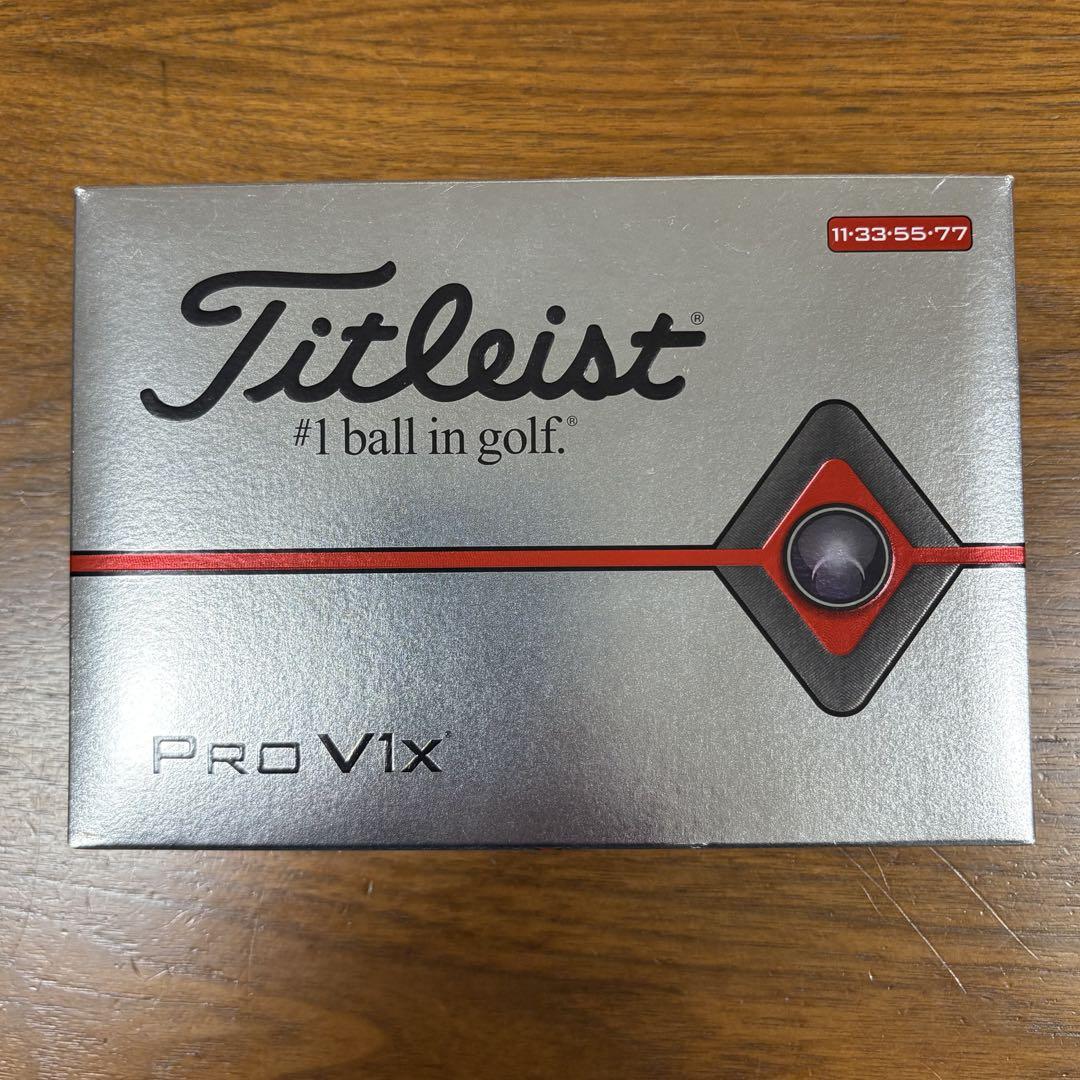 11·33·55·77
Titleist®
#1 ball in golf.®
PRO V1x